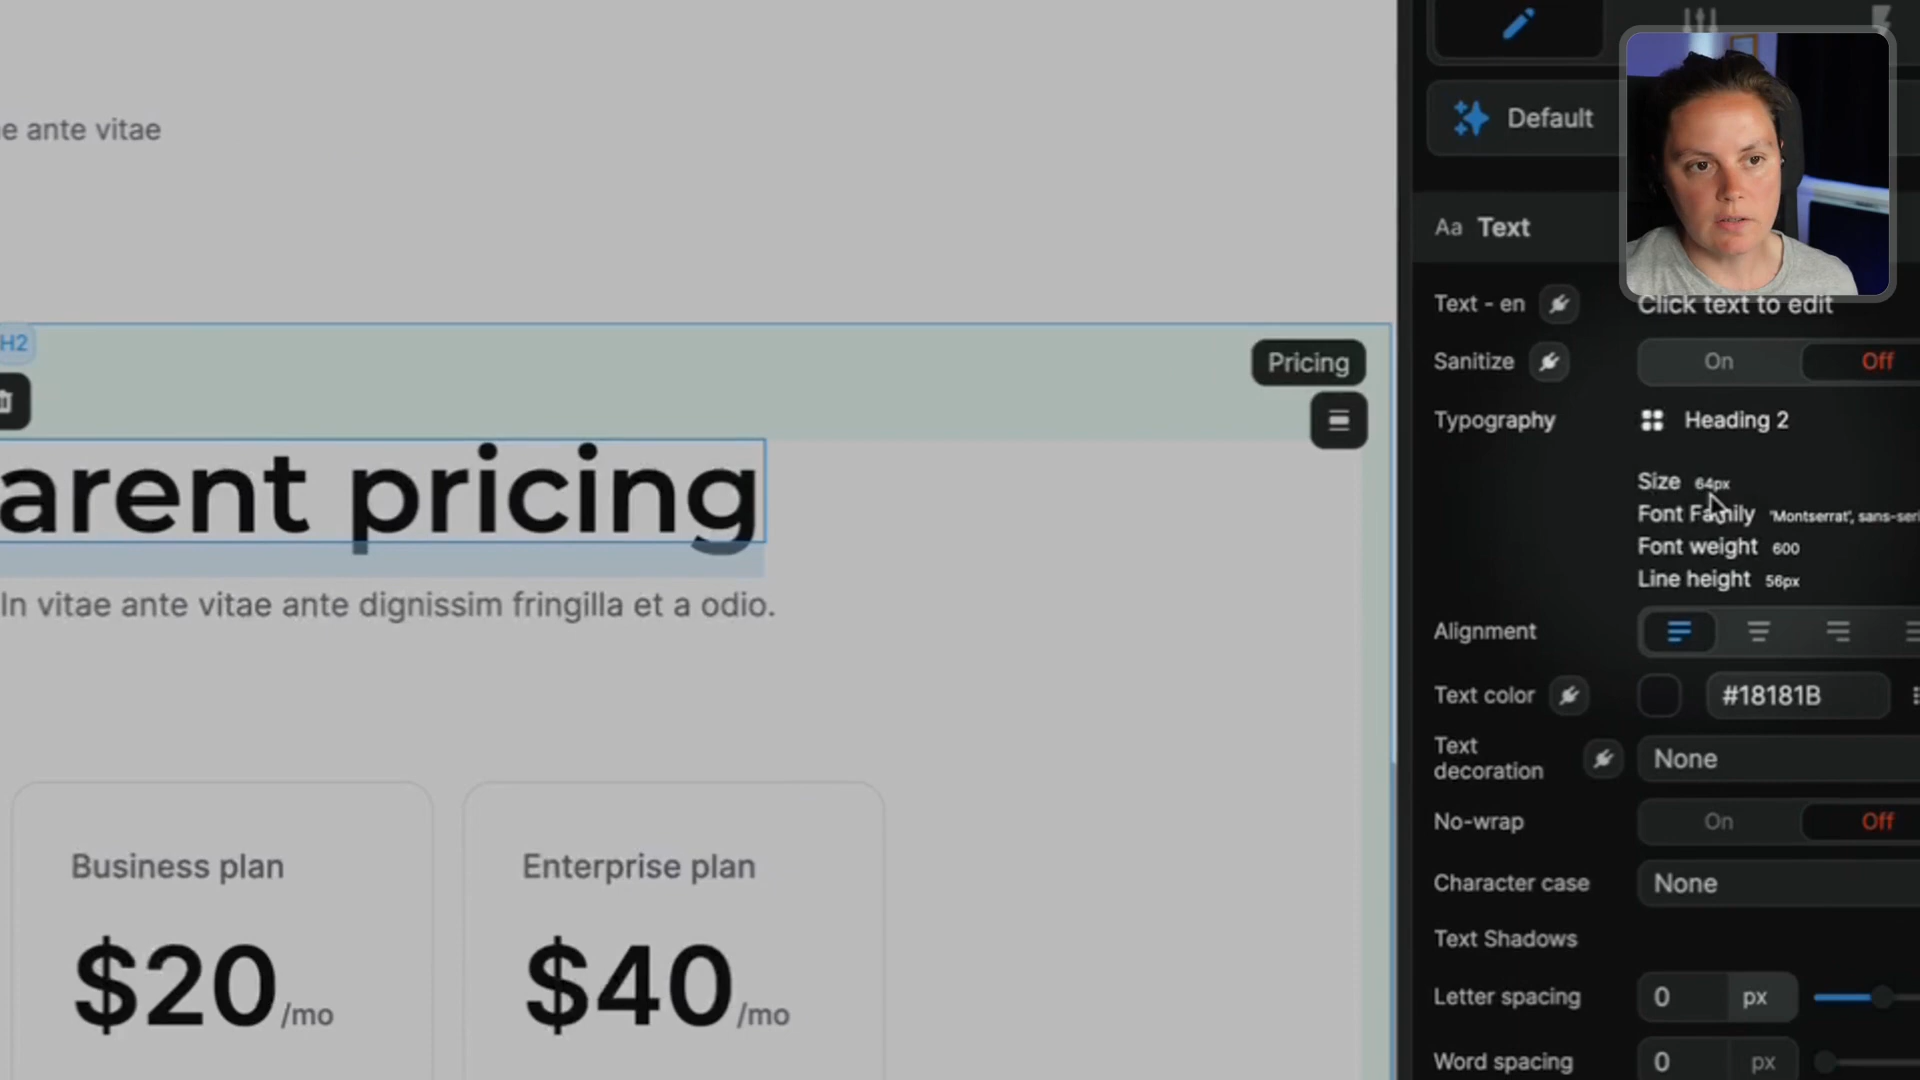 e ante vitae
H2
Pricing
arent pricing
In vitae ante vitae ante dignissim fringilla et a odio.
Business plan
$20/mo
Enterprise plan
$40/mo
Default
Aa Text
Text - en
Click text to edit
Sanitize
On
Off
Typography
Heading 2
Size 64px
Font Family "Montserrat", sans-seri
Font weight 600
Line height 56px
Alignment
Text color
#18181B
Text
decoration
None
No-wrap
On
Off
Character case
None
Text Shadows
Letter spacing
0 px
Word spacing
0 px